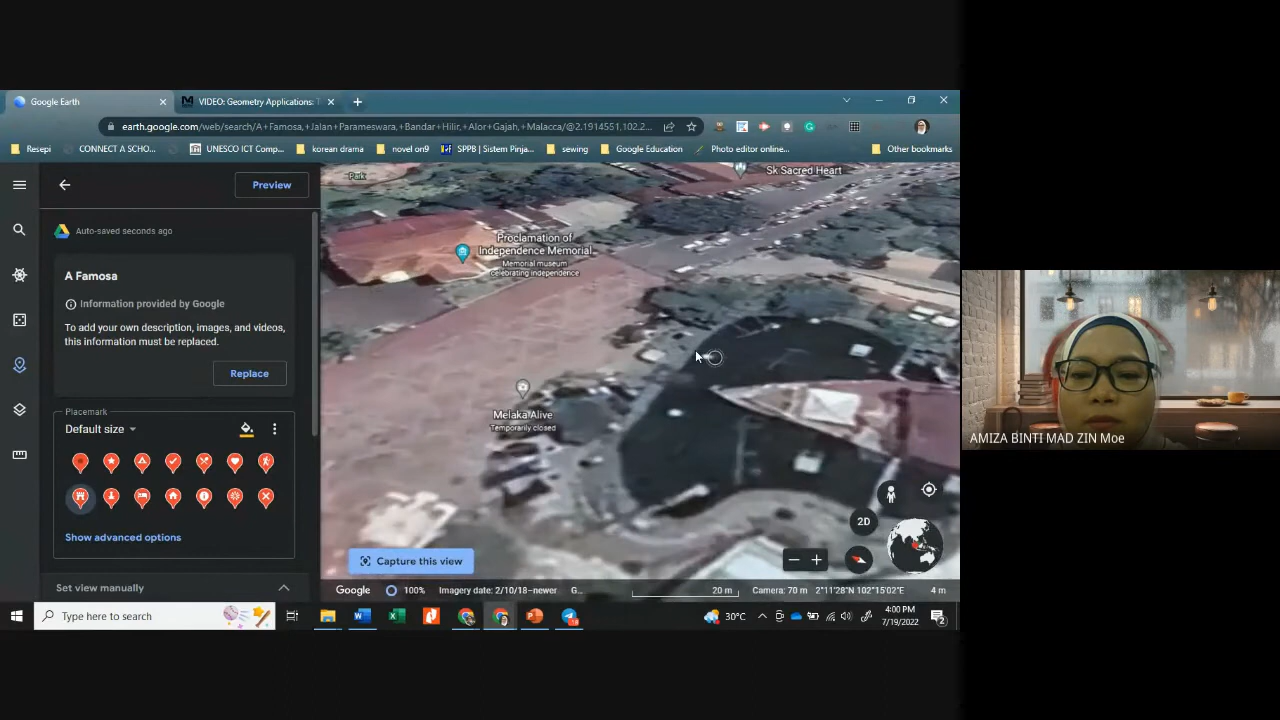 Google Earth
VIDEO: Geometry Applications: T
earth.google.com/web/search/A+Famosa,+Jalan+Parameswara,+Bandar+Hilir,+Alor+Gajah,+Malacca/@2.1914551,102.2...
Resepi
CONNECT A SCHO...
UNESCO ICT Comp...
korean drama
novel on9
SPPB | Sistem Pinja...
sewing
Google Education
Photo editor online...
Other bookmarks
Preview
Auto-saved seconds ago
A Famosa
Information provided by Google
To add your own description, images, and videos,
this information must be replaced.
Replace
Placemark
Default size
Show advanced options
Set view manually
Park
Sk Sacred Heart
Proclamation of
Independence Memorial
Memorial museum
celebrating independence
Melaka Alive
Temporarily closed
2D
Capture this view
Google
100%
Imagery date: 2/10/18-newer
G..
20 m
Camera: 70 m
2°11'28"N 102°15'02"E
4 m
Type here to search
30°C
4:00 PM
7/19/2022
2
AMIZA BINTI MAD ZIN Moe